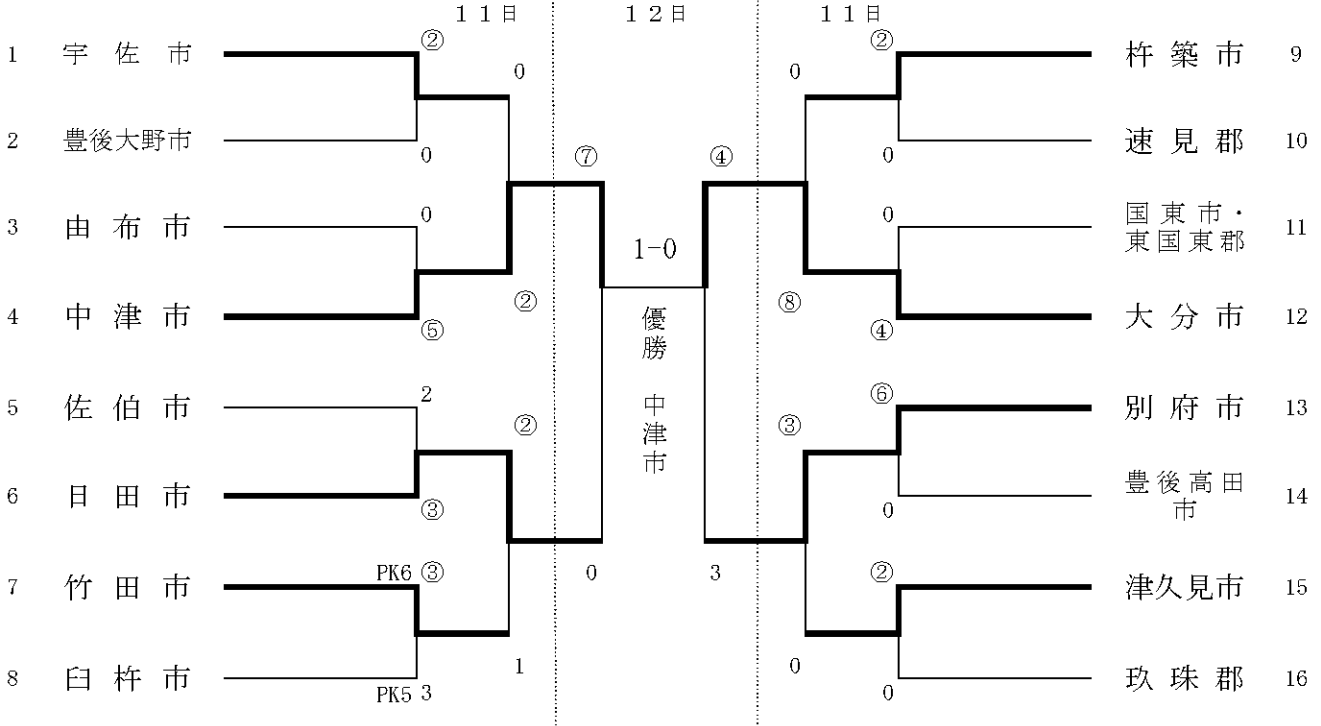 11日 12日 11日
1 宇佐市 ② 0 0 ② 杵築市 9
2 豊後大野市 0 ⑦ ④ 0 速見郡 10
3 由布市 0 0 国東市・
東国東郡 11
1-0
4 中津市 ⑤ ② ⑧ ④ 大分市 12
優勝 中津市
5 佐伯市 2 ② ③ ⑥ 別府市 13
6 日田市 ③ 0 豊後高田
市 14
7 竹田市 PK6 ③ 0 3 ② 津久見市 15
8 臼杵市 PK5 3 1 0 0 玖珠郡 16